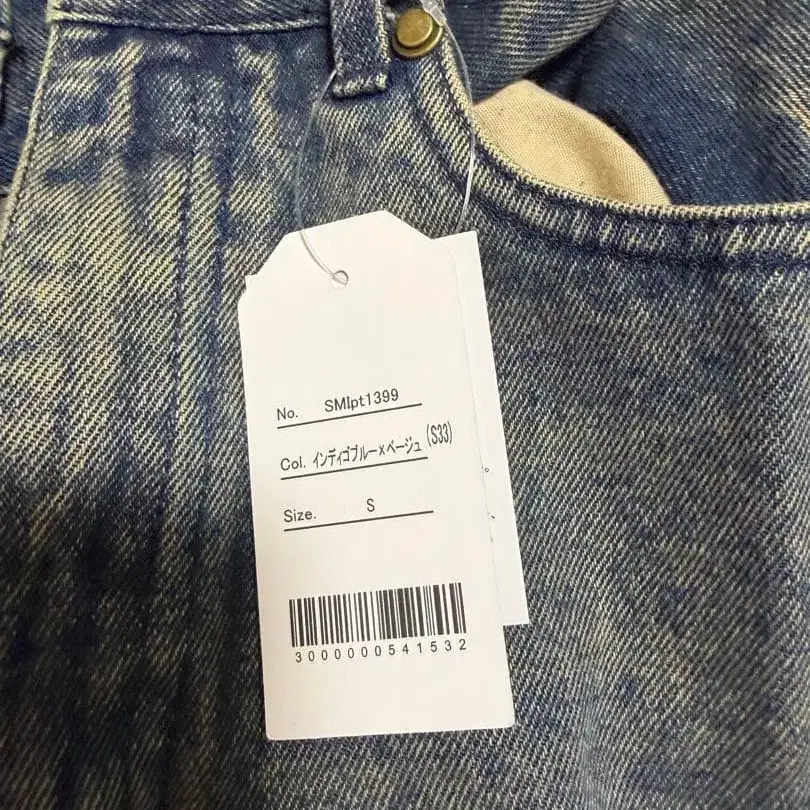 No. SMlpt1399
Col. インディゴブルー×ベージュ(S33)
Size. S
3000000541532